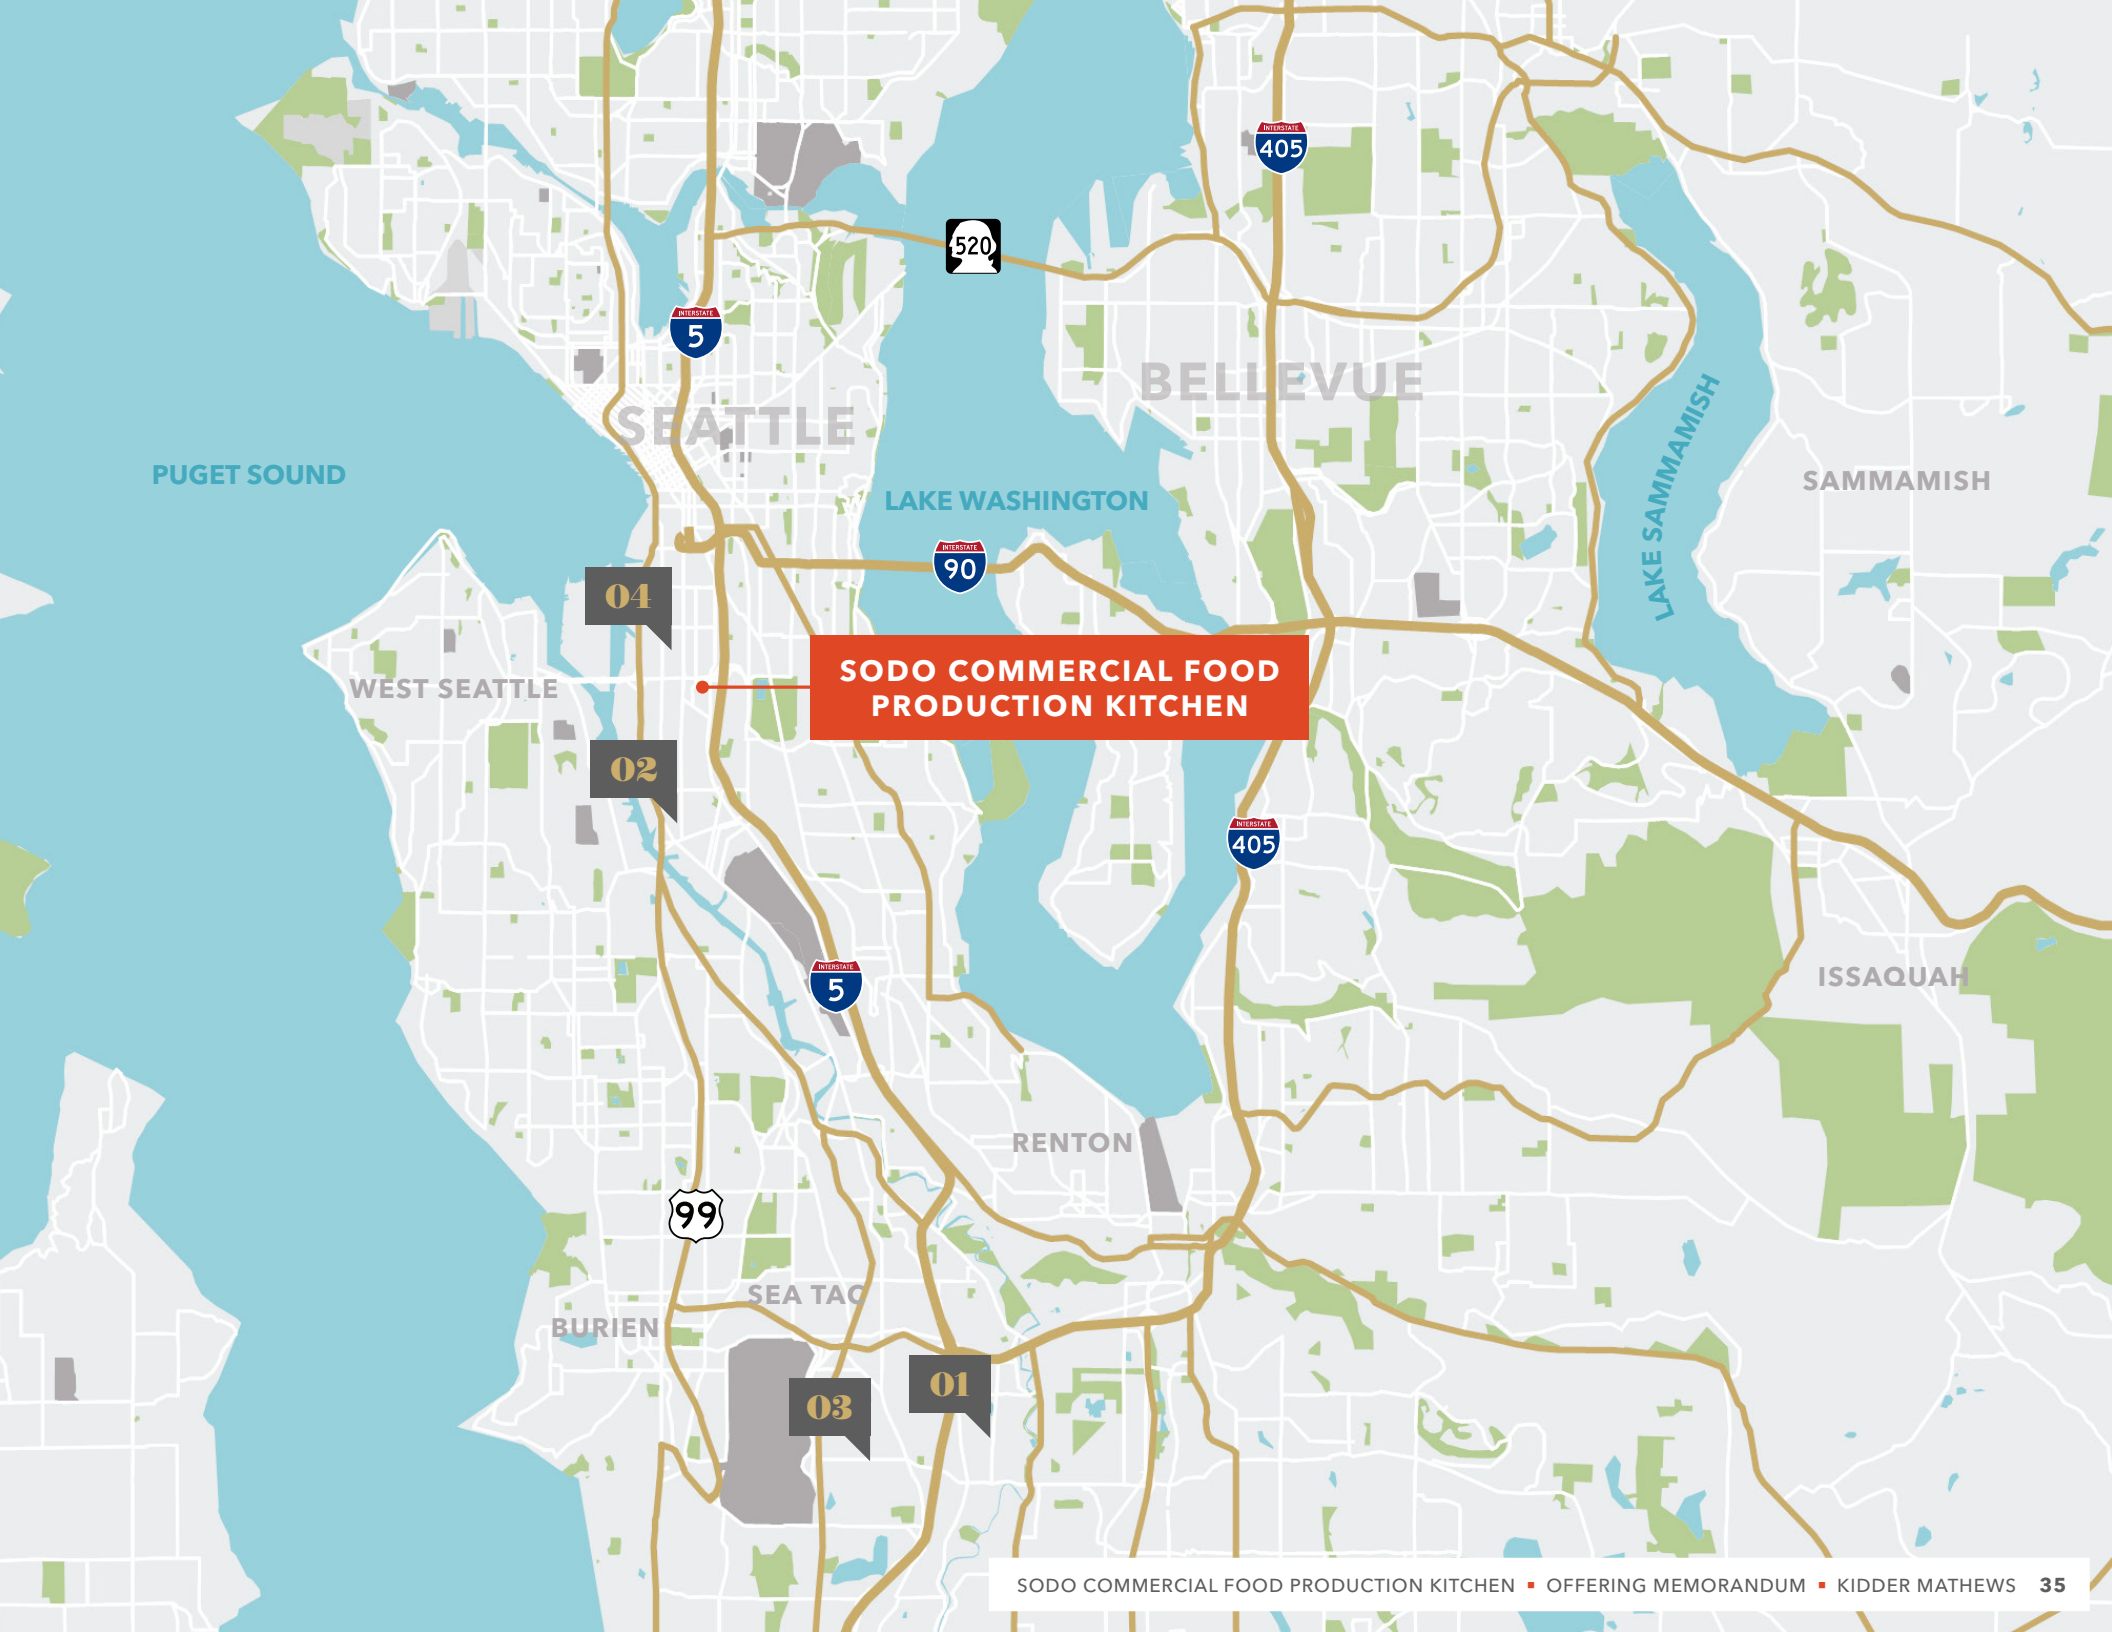 INTERSTATE
405
520
INTERSTATE
5
BELLEVUE
SEATTLE
LAKE SAMMAMISH
PUGET SOUND
SAMMAMISH
LAKE WASHINGTON
INTERSTATE
90
04
SODO COMMERCIAL FOOD
PRODUCTION KITCHEN
WEST SEATTLE
02
INTERSTATE
405
INTERSTATE
5
ISSAQUAH
RENTON
99
SEA TAC
BURIEN
01
03
SODO COMMERCIAL FOOD PRODUCTION KITCHEN ▪ OFFERING MEMORANDUM ▪ KIDDER MATHEWS 35